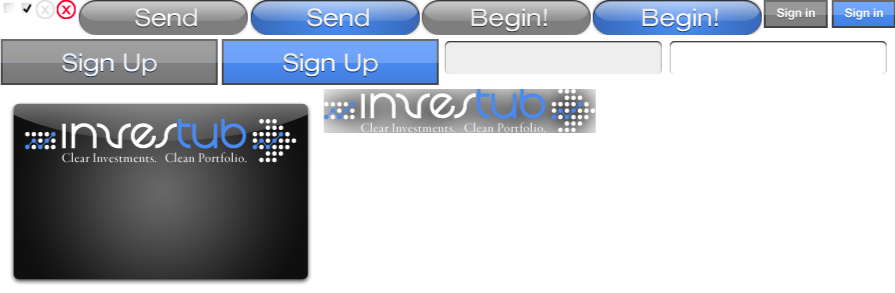 Send
Send
Begin!
Begin!
Sign in
Sign in
Sign Up
Sign Up
investub
Clear Investments. Clean Portfolio.
investub
Clear Investments. Clean Portfolio.